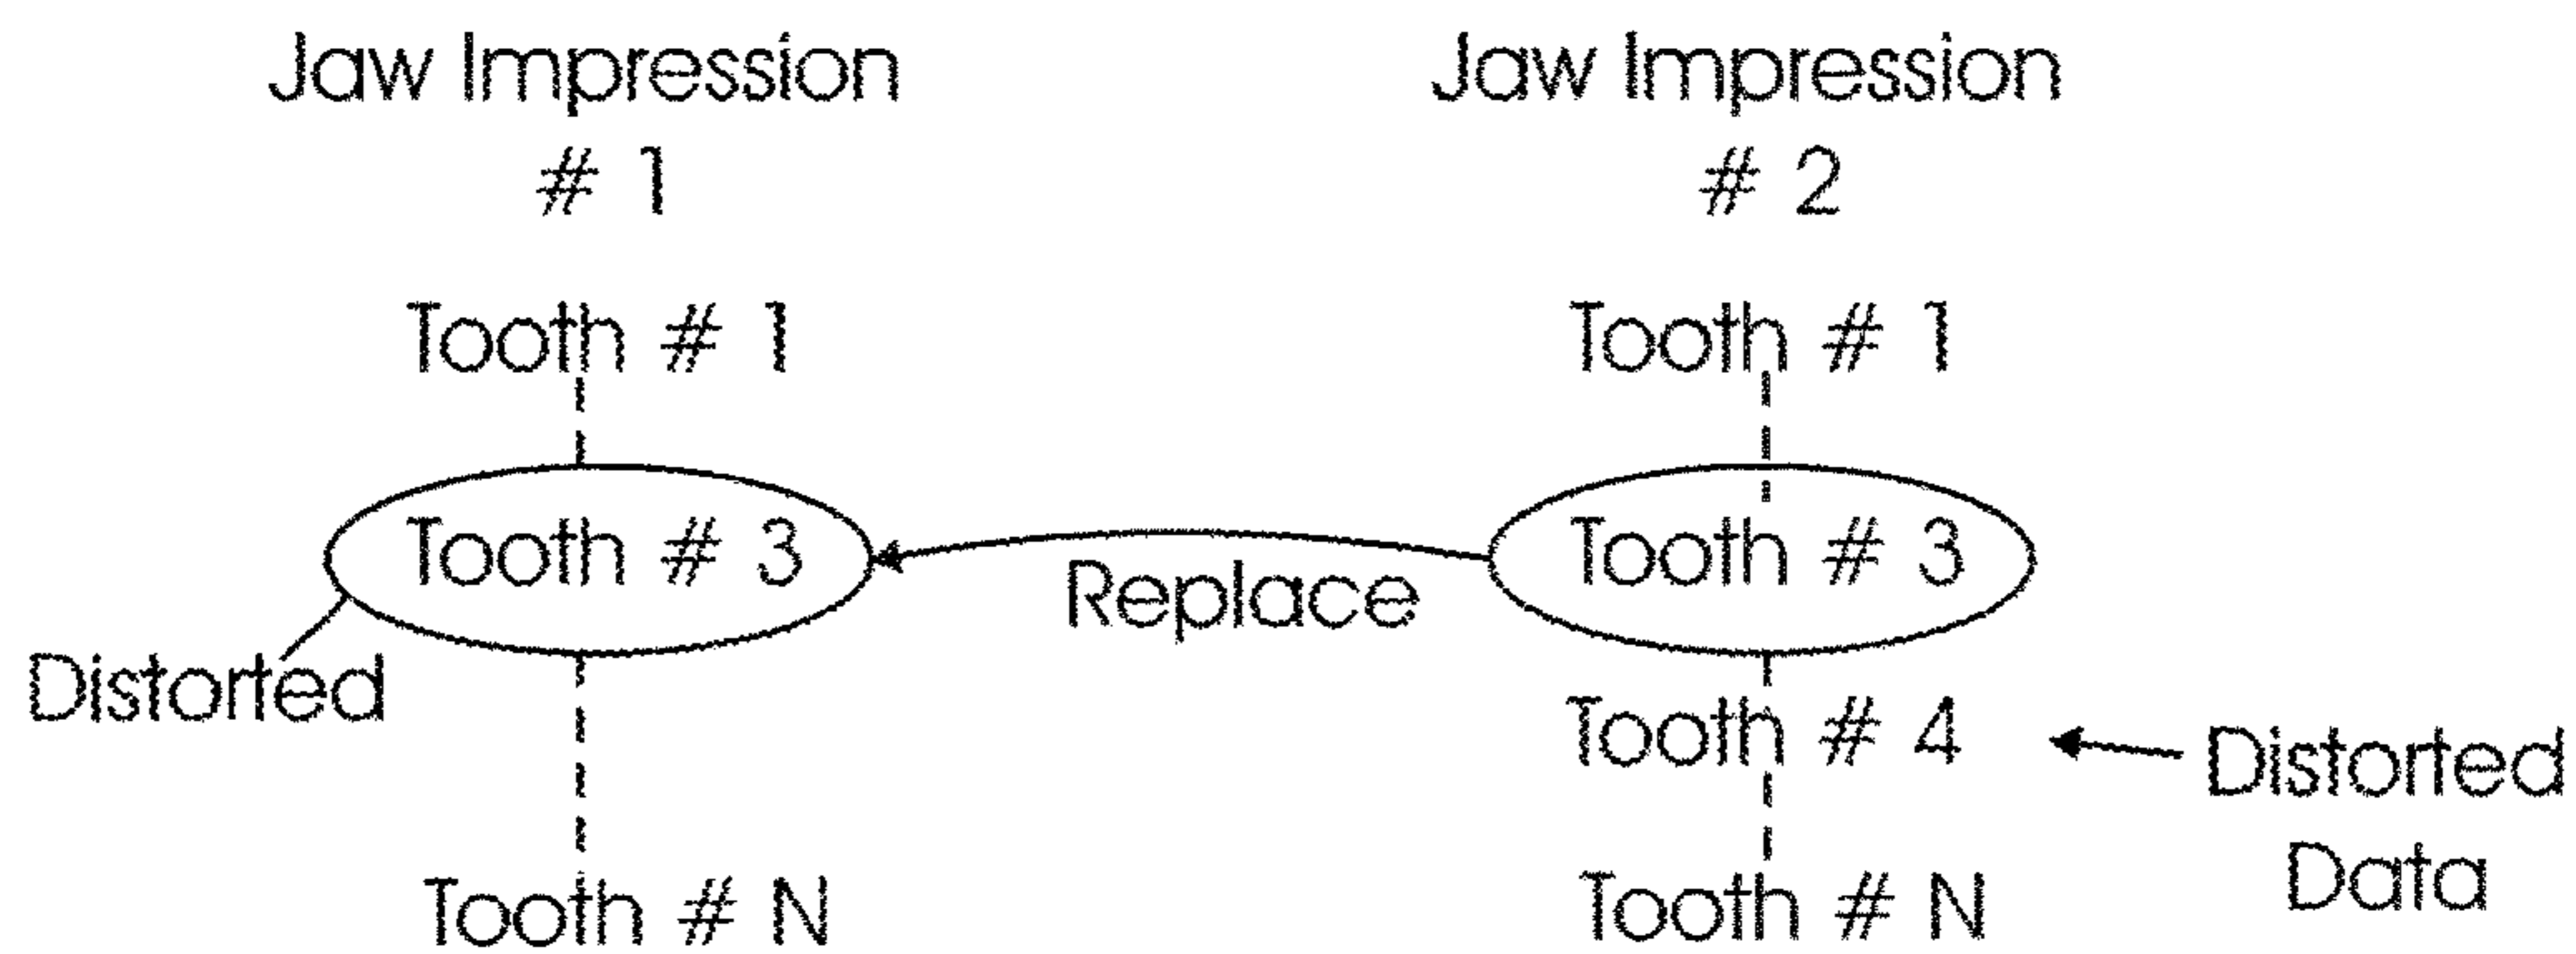 Jaw Impression
# 1
Tooth # 1
Tooth # 3
Distorted
Tooth # N
Replace
Jaw Impression
# 2
Tooth # 1
Tooth # 3
Tooth # 4
Tooth # N
Distorted
Data